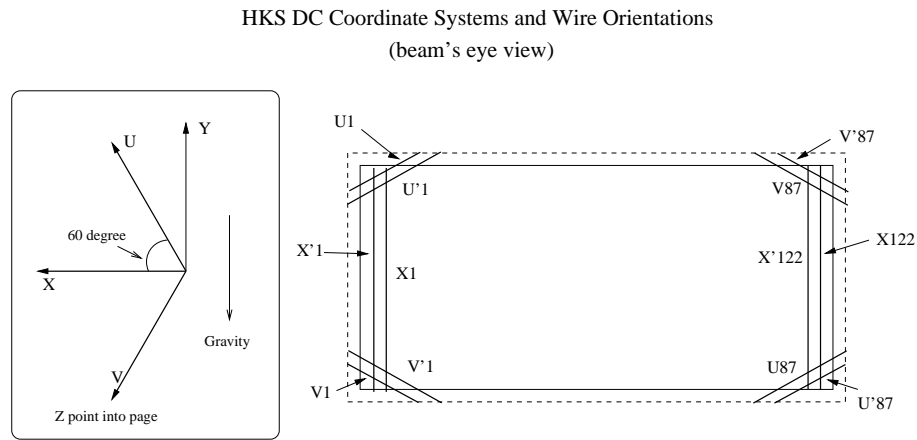 HKS DC Coordinate Systems and Wire Orientations
(beam's eye view)
U
Y
60 degree
X
V
Gravity
Z point into page
U1
V'87
U'1
V87
X'1
X1
X'122
X122
V'1
V1
U87
U'87